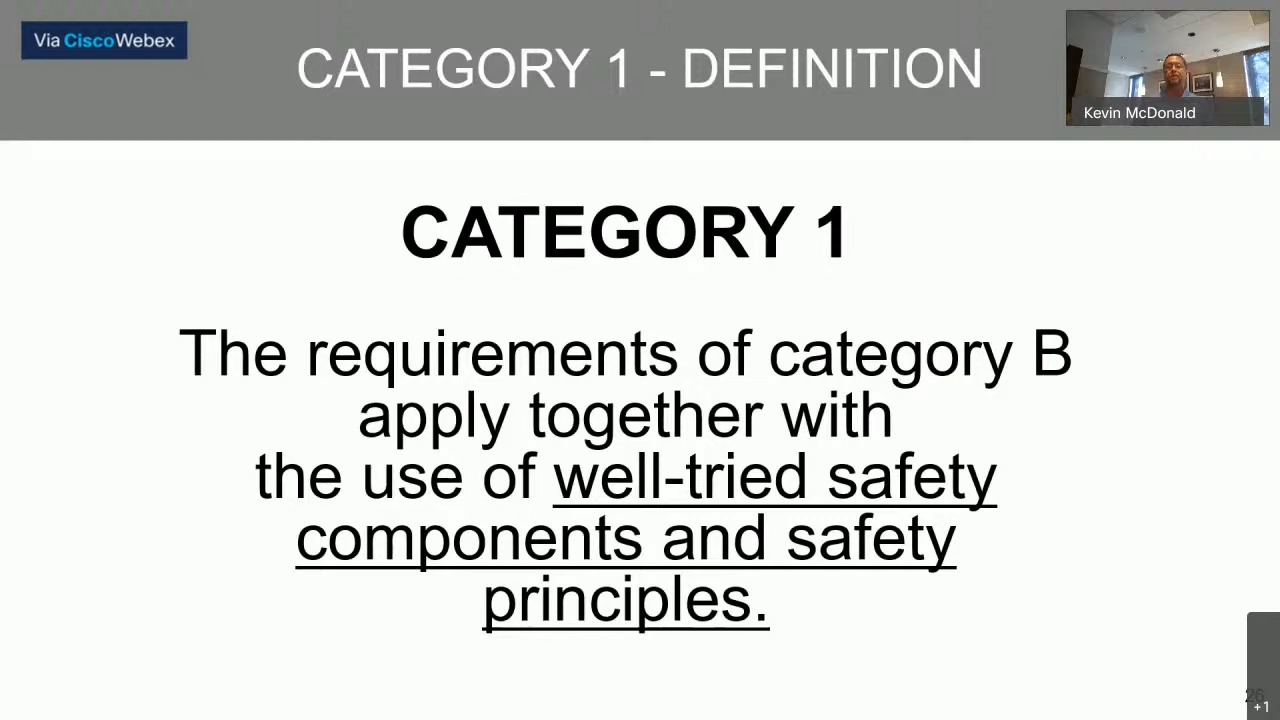 Via CiscoWebex
CATEGORY 1 - DEFINITION
Kevin McDonald
CATEGORY 1
The requirements of category B
apply together with
the use of well-tried safety
components and safety
principles.
26
+1